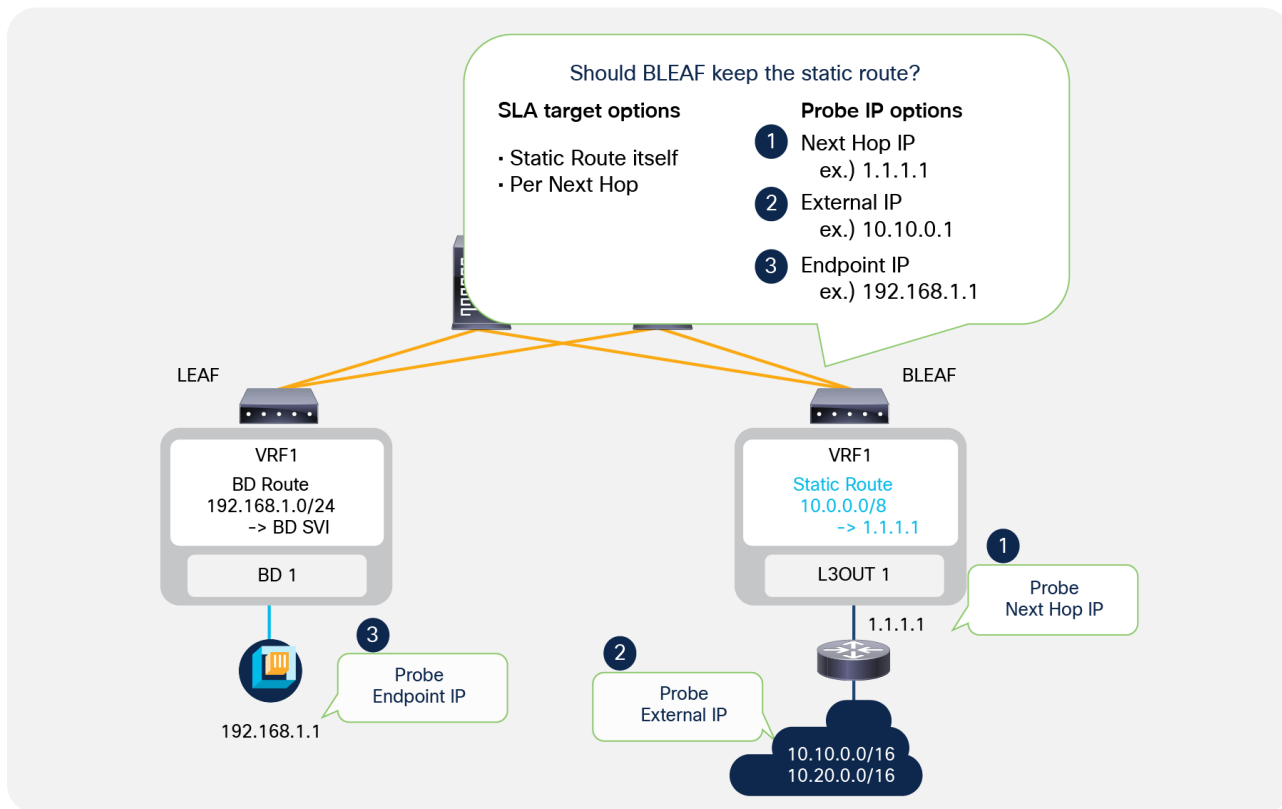 Should BLEAF keep the static route?
SLA target options
· Static Route itself
· Per Next Hop
Probe IP options
1 Next Hop IP
ex.) 1.1.1.1
2 External IP
ex.) 10.10.0.1
3 Endpoint IP
ex.) 192.168.1.1
LEAF
VRF1
BD Route
192.168.1.0/24
-> BD SVI
BD 1
3
Probe
Endpoint IP
192.168.1.1
BLEAF
VRF1
Static Route
10.0.0.0/8
-> 1.1.1.1
L3OUT 1
1
Probe
Next Hop IP
1.1.1.1
2
Probe
External IP
10.10.0.0/16
10.20.0.0/16